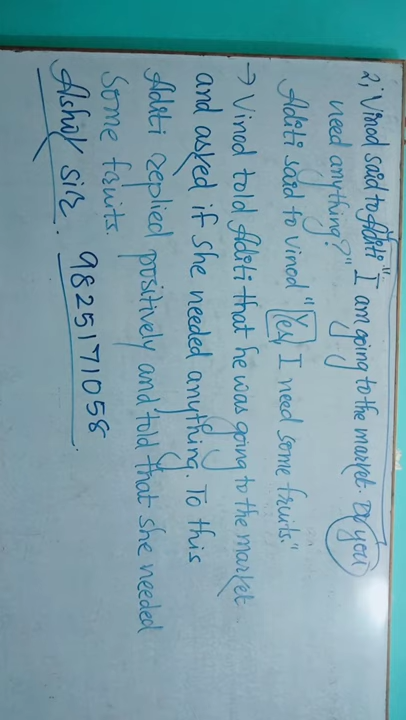 2, Vinod said to Aditi "I am going to the market. Do you
need anything?"
Aditi said to vinod "Yes, I need some fruits."
→ Vinod told Aditi that he was going to the market
and asked if she needed anything. To this
Aditi replied positively and told that she needed
some fruits.
Ashik sir. 9825171058